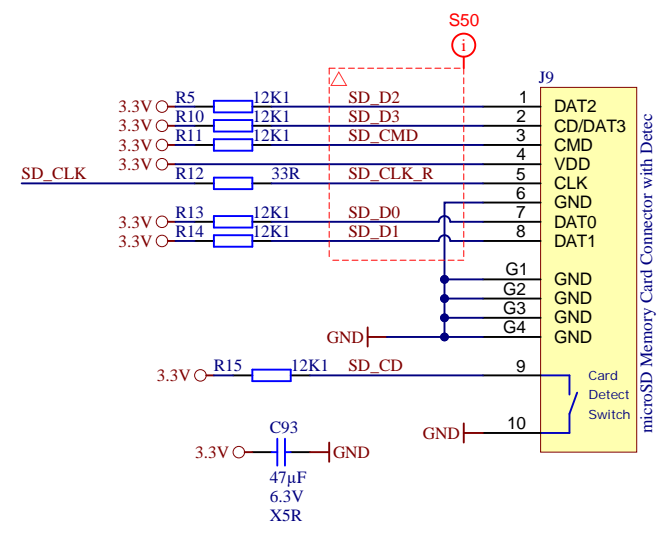 S50
i
J9
3.3V R5 12K1 SD_D2 1 DAT2
3.3V R10 12K1 SD_D3 2 CD/DAT3
3.3V R11 12K1 SD_CMD 3 CMD
3.3V 4 VDD
SD_CLK R12 33R SD_CLK_R 5 CLK
6 GND
3.3V R13 12K1 SD_D0 7 DAT0
3.3V R14 12K1 SD_D1 8 DAT1
G1 GND
G2 GND
G3 GND
GND G4 GND
3.3V R15 12K1 SD_CD 9 Card
Detect
Switch
GND 10
microSD Memory Card Connector with Detec
C93
3.3V GND
47µF
6.3V
X5R